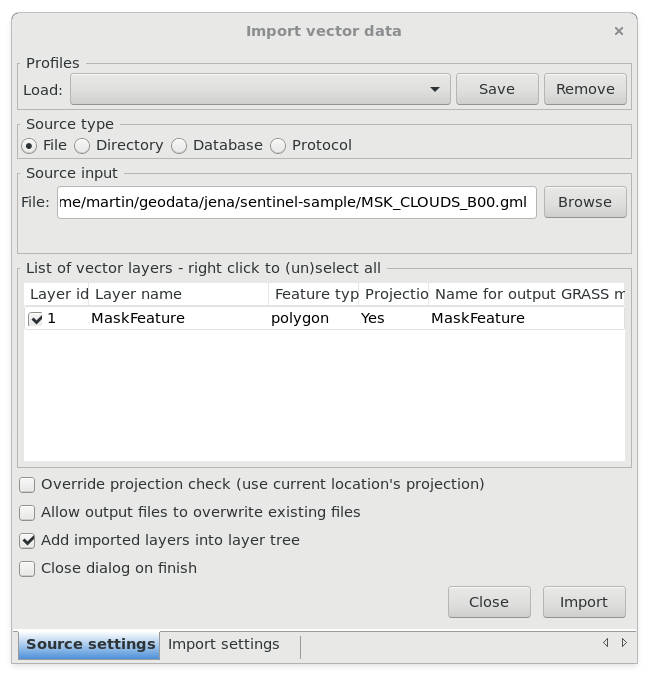 Import vector data
Profiles
Load: Save Remove
Source type
File Directory Database Protocol
Source input
File: me/martin/geodata/jena/sentinel-sample/MSK_CLOUDS_B00.gml Browse
List of vector layers - right click to (un)select all
Layer id Layer name Feature typ Projectio Name for output GRASS m
1 MaskFeature polygon Yes MaskFeature
Override projection check (use current location's projection)
Allow output files to overwrite existing files
Add imported layers into layer tree
Close dialog on finish
Close Import
Source settings Import settings